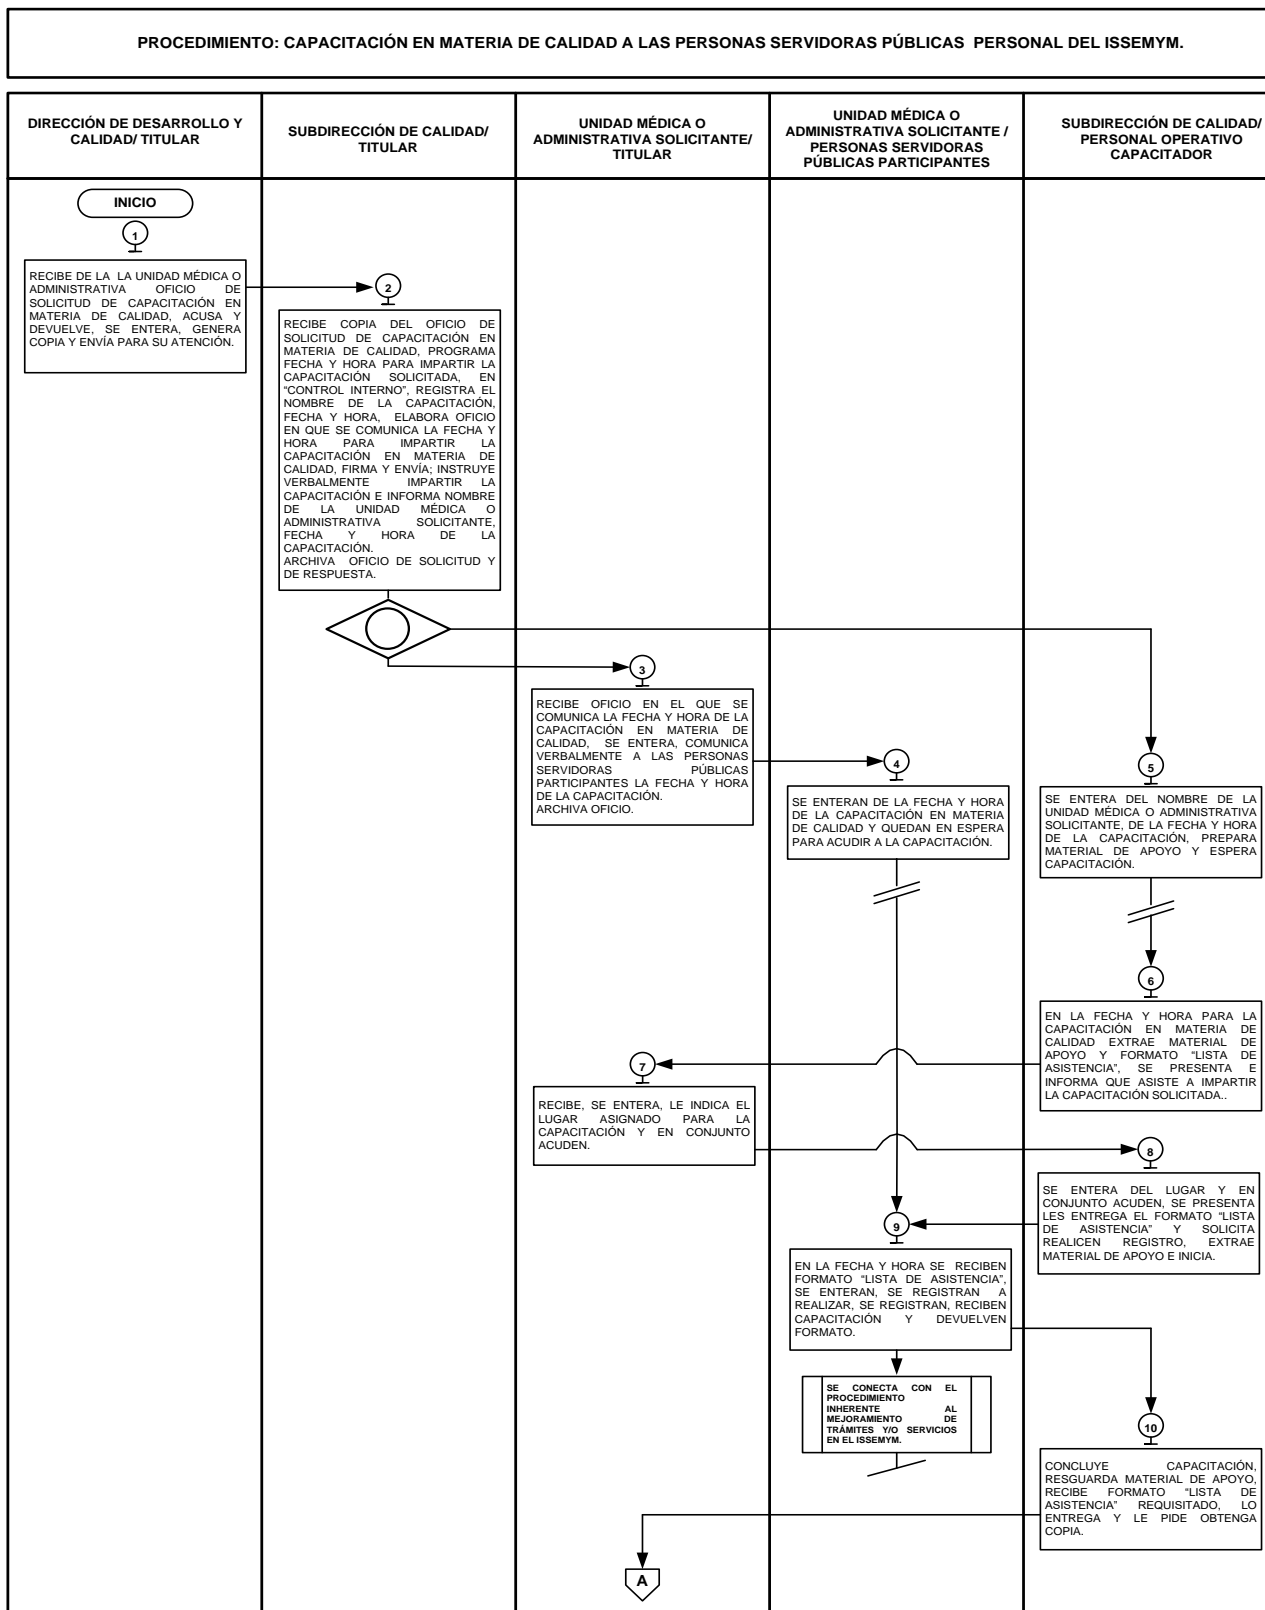 PROCEDIMIENTO: CAPACITACIÓN EN MATERIA DE CALIDAD A LAS PERSONAS SERVIDORAS PÚBLICAS PERSONAL DEL ISSEMYM.
DIRECCIÓN DE DESARROLLO Y
CALIDAD/ TITULAR
SUBDIRECCIÓN DE CALIDAD/
TITULAR
UNIDAD MÉDICA O
ADMINISTRATIVA SOLICITANTE/
TITULAR
UNIDAD MÉDICA O
ADMINISTRATIVA SOLICITANTE /
PERSONAS SERVIDORAS
PÚBLICAS PARTICIPANTES
SUBDIRECCIÓN DE CALIDAD/
PERSONAL OPERATIVO
CAPACITADOR
INICIO
1
RECIBE DE LA LA UNIDAD MÉDICA O
ADMINISTRATIVA OFICIO DE
SOLICITUD DE CAPACITACIÓN EN
MATERIA DE CALIDAD, ACUSA Y
DEVUELVE, SE ENTERA, GENERA
COPIA Y ENVÍA PARA SU ATENCIÓN.
2
RECIBE COPIA DEL OFICIO DE
SOLICITUD DE CAPACITACIÓN EN
MATERIA DE CALIDAD, PROGRAMA
FECHA Y HORA PARA IMPARTIR LA
CAPACITACIÓN SOLICITADA, EN
“CONTROL INTERNO”, REGISTRA EL
NOMBRE DE LA CAPACITACIÓN,
FECHA Y HORA, ELABORA OFICIO
EN QUE SE COMUNICA LA FECHA Y
HORA PARA IMPARTIR LA
CAPACITACIÓN EN MATERIA DE
CALIDAD, FIRMA Y ENVÍA; INSTRUYE
VERBALMENTE IMPARTIR LA
CAPACITACIÓN E INFORMA NOMBRE
DE LA UNIDAD MÉDICA O
ADMINISTRATIVA SOLICITANTE,
FECHA Y HORA DE LA
CAPACITACIÓN.
ARCHIVA OFICIO DE SOLICITUD Y
DE RESPUESTA.
3
RECIBE OFICIO EN EL QUE SE
COMUNICA LA FECHA Y HORA DE LA
CAPACITACIÓN EN MATERIA DE
CALIDAD, SE ENTERA, COMUNICA
VERBALMENTE A LAS PERSONAS
SERVIDORAS PÚBLICAS
PARTICIPANTES LA FECHA Y HORA
DE LA CAPACITACIÓN.
ARCHIVA OFICIO.
4
SE ENTERAN DE LA FECHA Y HORA
DE LA CAPACITACIÓN EN MATERIA
DE CALIDAD Y QUEDAN EN ESPERA
PARA ACUDIR A LA CAPACITACIÓN.
5
SE ENTERA DEL NOMBRE DE LA
UNIDAD MÉDICA O ADMINISTRATIVA
SOLICITANTE, DE LA FECHA Y HORA
DE LA CAPACITACIÓN, PREPARA
MATERIAL DE APOYO Y ESPERA
CAPACITACIÓN.
6
EN LA FECHA Y HORA PARA LA
CAPACITACIÓN EN MATERIA DE
CALIDAD EXTRAE MATERIAL DE
APOYO Y FORMATO “LISTA DE
ASISTENCIA”, SE PRESENTA E
INFORMA QUE ASISTE A IMPARTIR
LA CAPACITACIÓN SOLICITADA..
7
RECIBE, SE ENTERA, LE INDICA EL
LUGAR ASIGNADO PARA LA
CAPACITACIÓN Y EN CONJUNTO
ACUDEN.
8
SE ENTERA DEL LUGAR Y EN
CONJUNTO ACUDEN, SE PRESENTA
LES ENTREGA EL FORMATO “LISTA
DE ASISTENCIA” Y SOLICITA
REALICEN REGISTRO, EXTRAE
MATERIAL DE APOYO E INICIA.
9
EN LA FECHA Y HORA SE RECIBEN
FORMATO “LISTA DE ASISTENCIA”,
SE ENTERAN, SE REGISTRAN A
REALIZAR, SE REGISTRAN, RECIBEN
CAPACITACIÓN Y DEVUELVEN
FORMATO.
SE CONECTA CON EL
PROCEDIMIENTO
INHERENTE AL
MEJORAMIENTO DE
TRÁMITES Y/O SERVICIOS
EN EL ISSEMYM.
10
CONCLUYE CAPACITACIÓN,
RESGUARDA MATERIAL DE APOYO,
RECIBE FORMATO “LISTA DE
ASISTENCIA” REQUISITADO, LO
ENTREGA Y LE PIDE OBTENGA
COPIA.
A